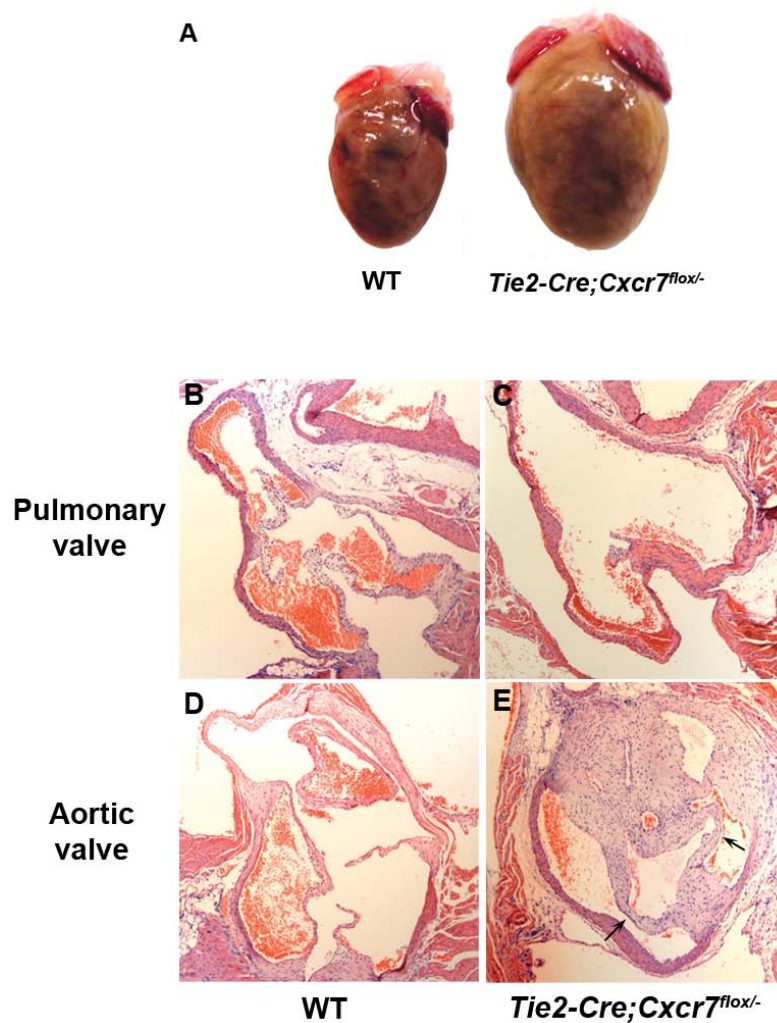 A
WT
Tie2-Cre;Cxcr7flox/-
B
C
Pulmonary
valve
D
E
Aortic
valve
WT
Tie2-Cre;Cxcr7flox/-